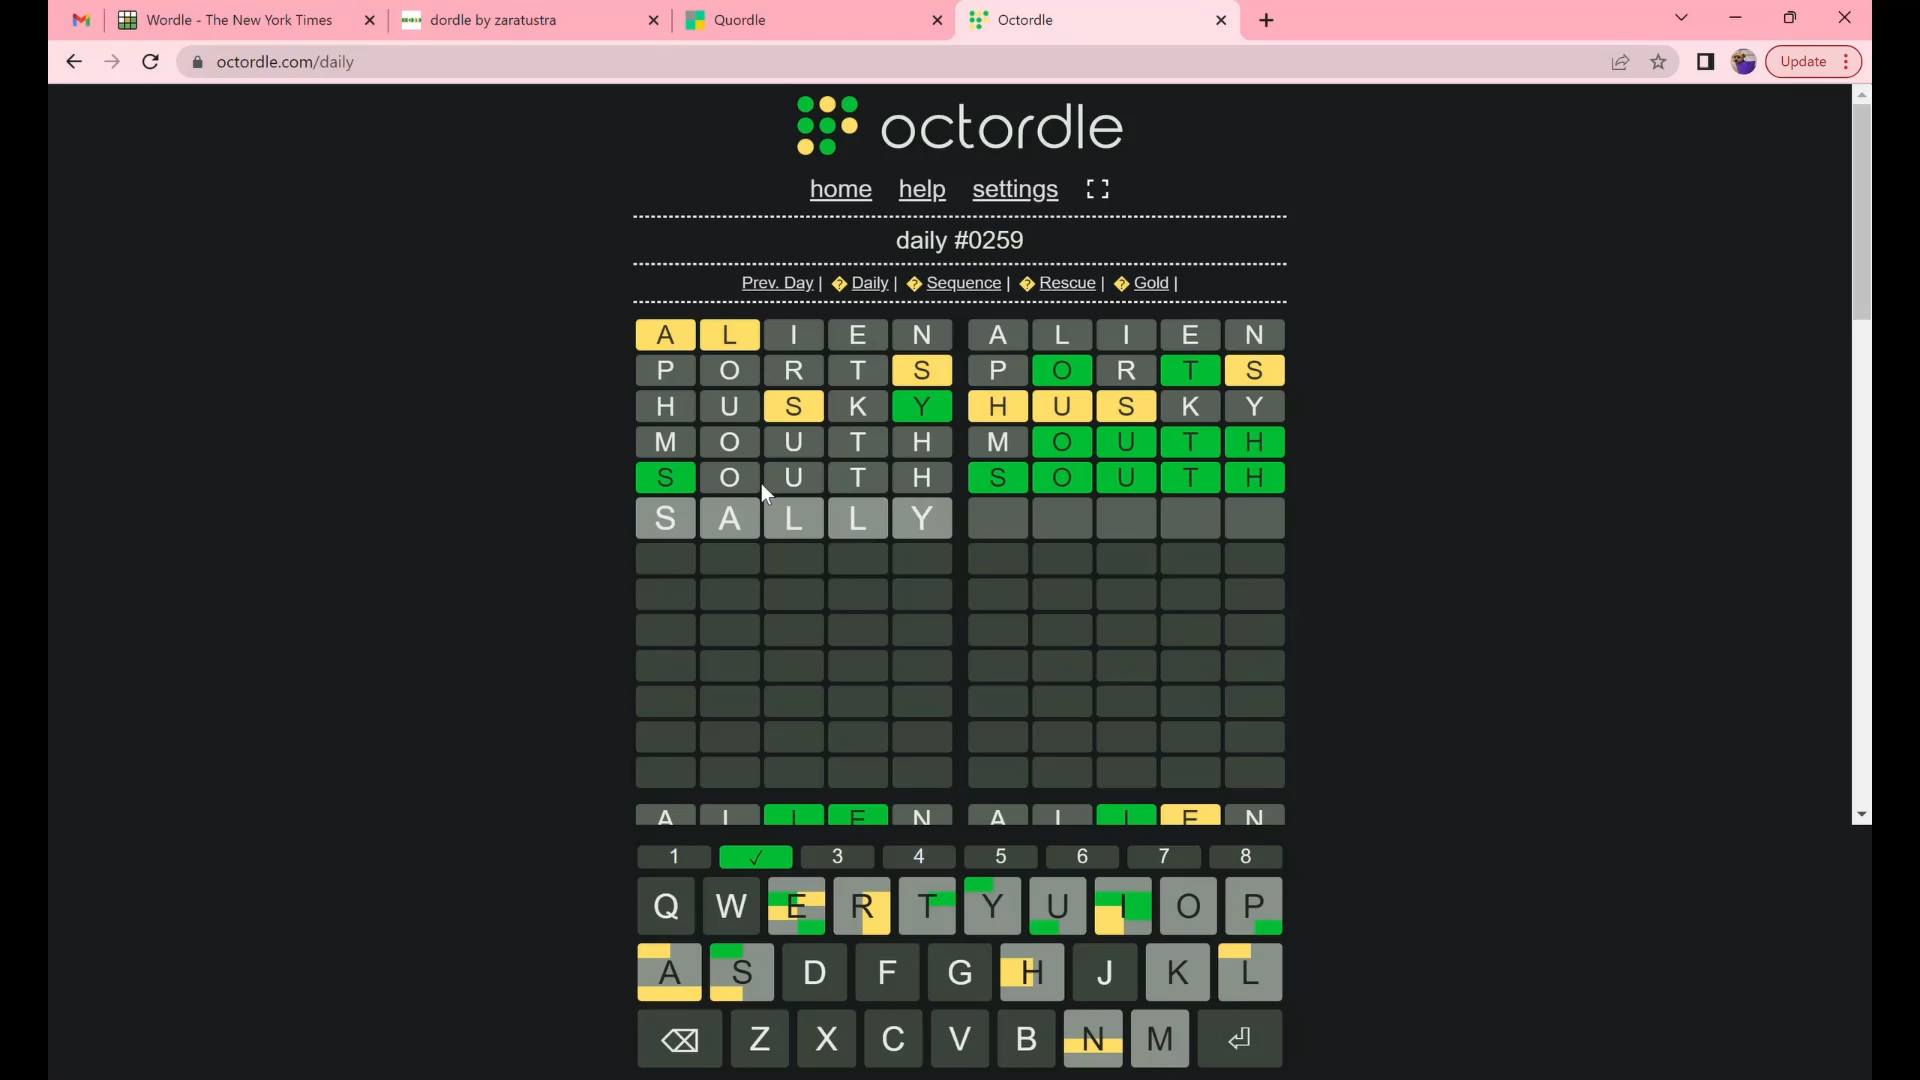 Wordle - The New York Times
dordle by zaratustra
Quordle
Octordle
octordle.com/daily
Update
octordle
home help settings
daily #0259
Prev. Day | Daily | Sequence | Rescue | Gold |
A L I E N A L I E N
P O R T S P O R T S
H U S K Y H U S K Y
M O U T H M O U T H
S O U T H S O U T H
S A L L Y
A L I E N A L I E N
1 ✓ 3 4 5 6 7 8
Q W E R T Y U I O P
A S D F G H J K L
Z X C V B N M